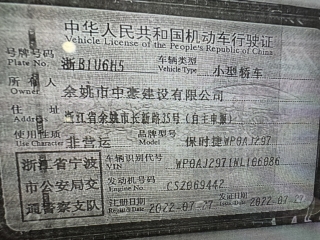 中华人民共和国机动车行驶证
Vehicle License of the People's Republic of China
号牌号码 浙B1U6H5 车辆类型 小型轿车
Plate No. Vehicle Type
所有人 余姚市中豪建设有限公司
Owner
住址 浙江省余姚市长新路35号(自主申报)
Address
使用性质 非营运 品牌型号 保时捷WP0AJ297
Use Character Model
浙江省宁波 车辆识别代号 WP0AJ2971NL106086
VIN
市公安局交 发动机号码 CSZ069442
Engine No.
通警察支队 注册日期 2022-07-27 发证日期 2022-07-27
Register Date Issue Date